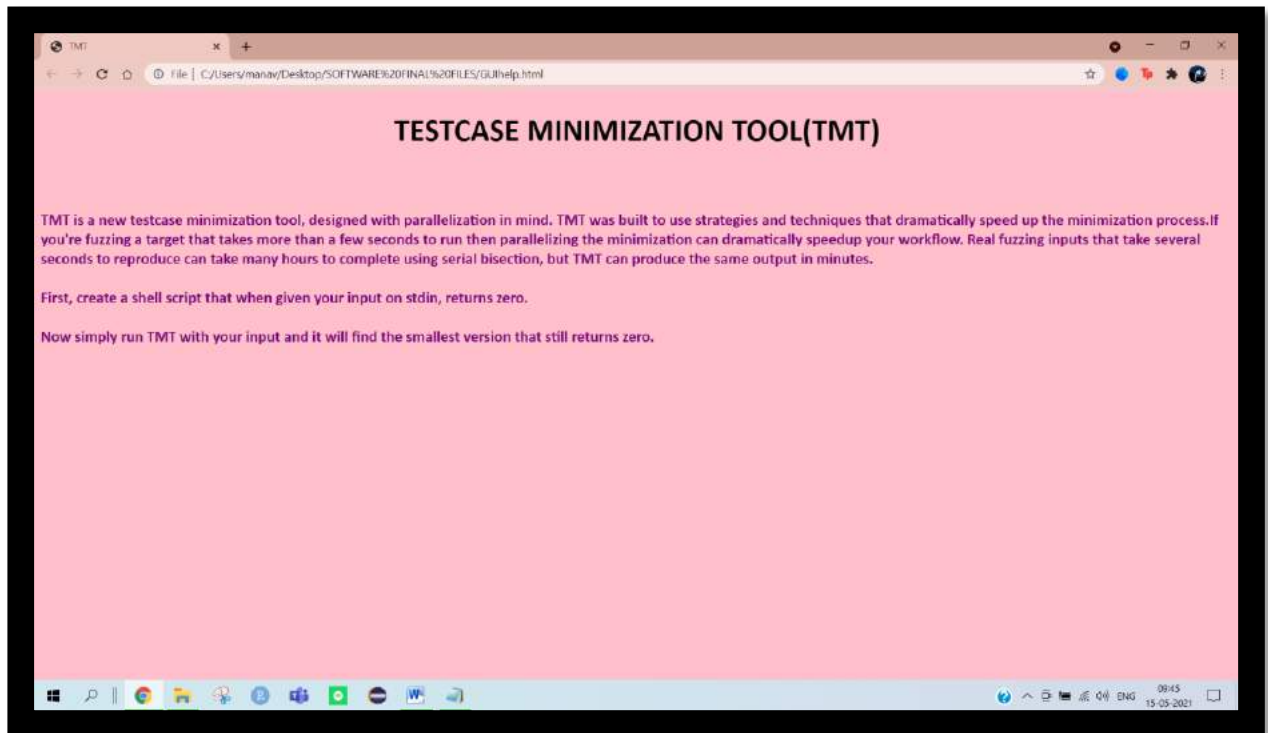 TMT
File | C:/Users/manav/Desktop/SOFTWARE%20FINAL%20FILES/GUIhelp.html
TESTCASE MINIMIZATION TOOL(TMT)
TMT is a new testcase minimization tool, designed with parallelization in mind. TMT was built to use strategies and techniques that dramatically speed up the minimization process.If
you're fuzzing a target that takes more than a few seconds to run then parallelizing the minimization can dramatically speedup your workflow. Real fuzzing inputs that take several
seconds to reproduce can take many hours to complete using serial bisection, but TMT can produce the same output in minutes.
First, create a shell script that when given your input on stdin, returns zero.
Now simply run TMT with your input and it will find the smallest version that still returns zero.
ENG
09:45
15-05-2021